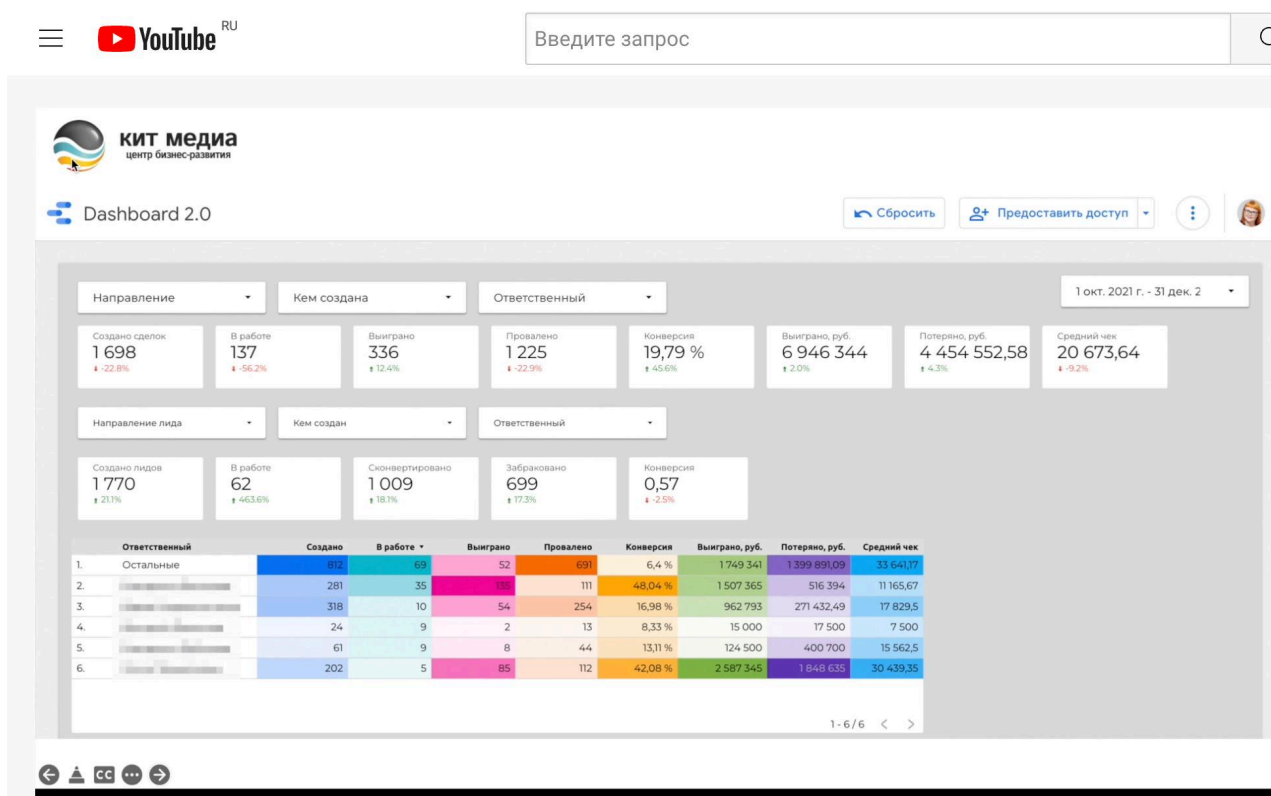 YouTube RU
Введите запрос
кит медиа
центр бизнес-развития
Dashboard 2.0
Сбросить
Предоставить доступ
Направление
Кем создана
Ответственный
1 окт. 2021 г. - 31 дек. 2
Создано сделок В работе Выиграно Провалено Конверсия Выиграно, руб. Потеряно, руб. Средний чек
1 698 137 336 1 225 19,79 % 6 946 344 4 454 552,58 20 673,64
-22.8% -56.2% 12.4% -22.9% 45.6% 2.0% 4.3% -9.2%
Направление лида
Кем создан
Ответственный
Создано лидов В работе Сконвертировано Забраковано Конверсия
1 770 62 1 009 699 0,57
21.1% 463.6% 18.1% 17.3% -2.5%
Ответственный Создано В работе Выиграно Провалено Конверсия Выиграно, руб. Потеряно, руб. Средний чек
1. Остальные 812 69 52 691 6,4 % 1 749 341 1 399 891,09 33 641,17
2. 281 35 135 111 48,04 % 1 507 365 516 394 11 165,67
3. 318 10 54 254 16,98 % 962 793 271 432,49 17 829,5
4. 24 9 2 13 8,33 % 15 000 17 500 7 500
5. 61 9 8 44 13,11 % 124 500 400 700 15 562,5
6. 202 5 85 112 42,08 % 2 587 345 1 848 635 30 439,35
1 - 6 / 6
CC